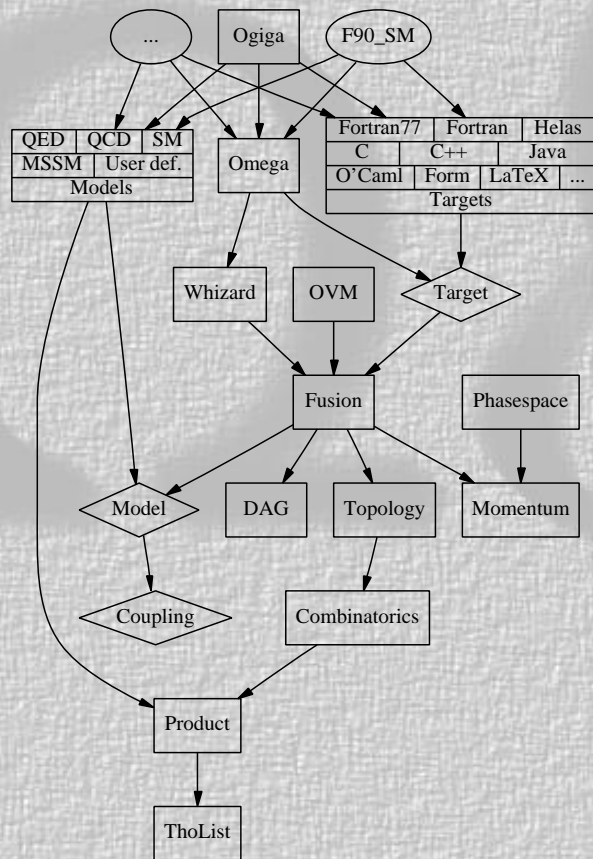 ...
Ogiga
F90_SM
QED QCD SM
MSSM User def.
Models
Omega
Fortran77 Fortran Helas
C C++ Java
O'Caml Form LaTeX ...
Targets
Whizard
OVM
Target
Fusion
Phasespace
Model
DAG
Topology
Momentum
Coupling
Combinatorics
Product
ThoList